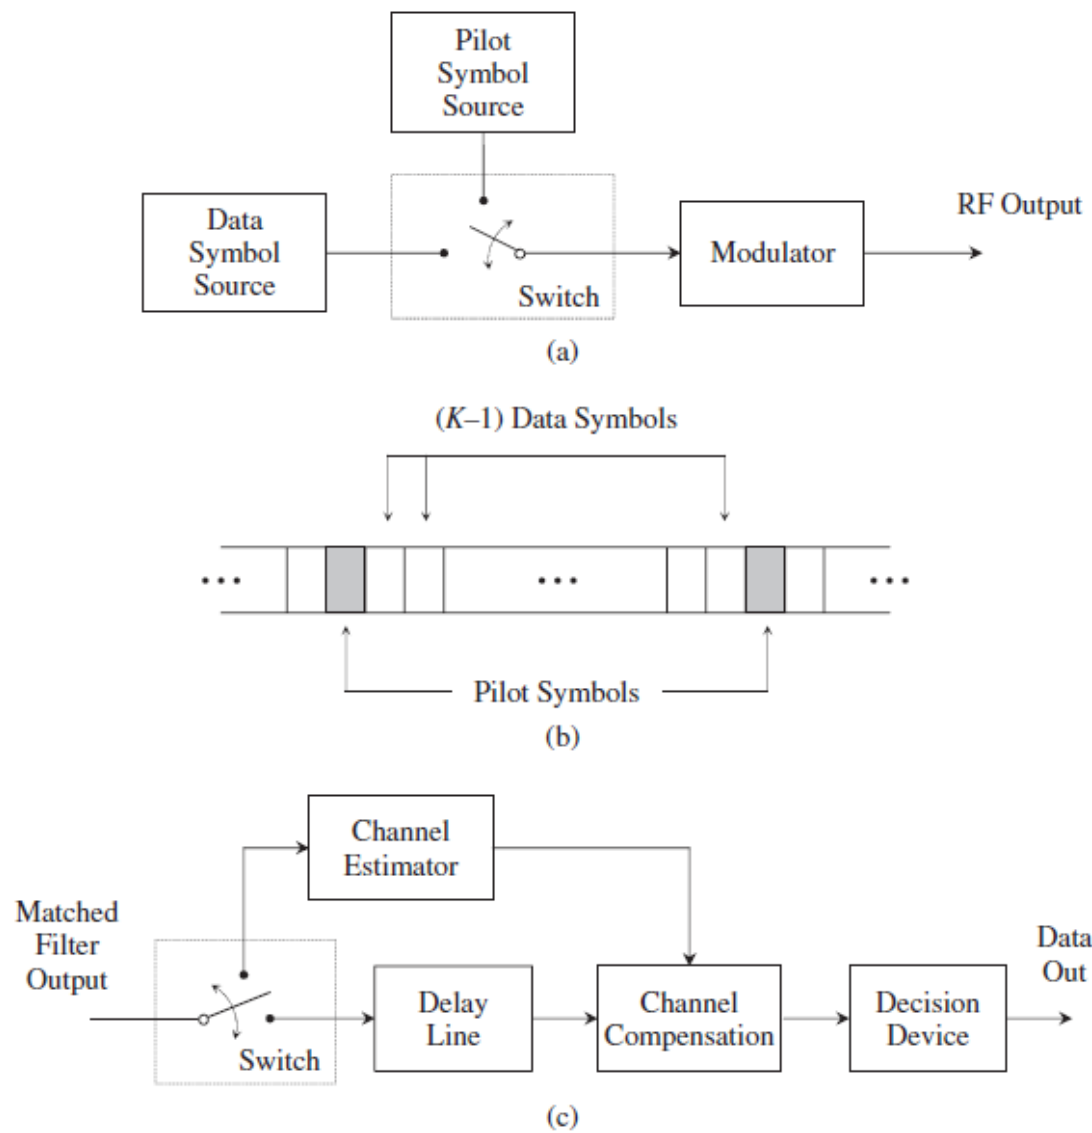 Pilot
Symbol
Source
Data
Symbol
Source
Switch
Modulator
RF Output
(a)
(K–1) Data Symbols
• • •
• • •
• • •
Pilot Symbols
(b)
Channel
Estimator
Matched
Filter
Output
Switch
Delay
Line
Channel
Compensation
Decision
Device
Data
Out
(c)